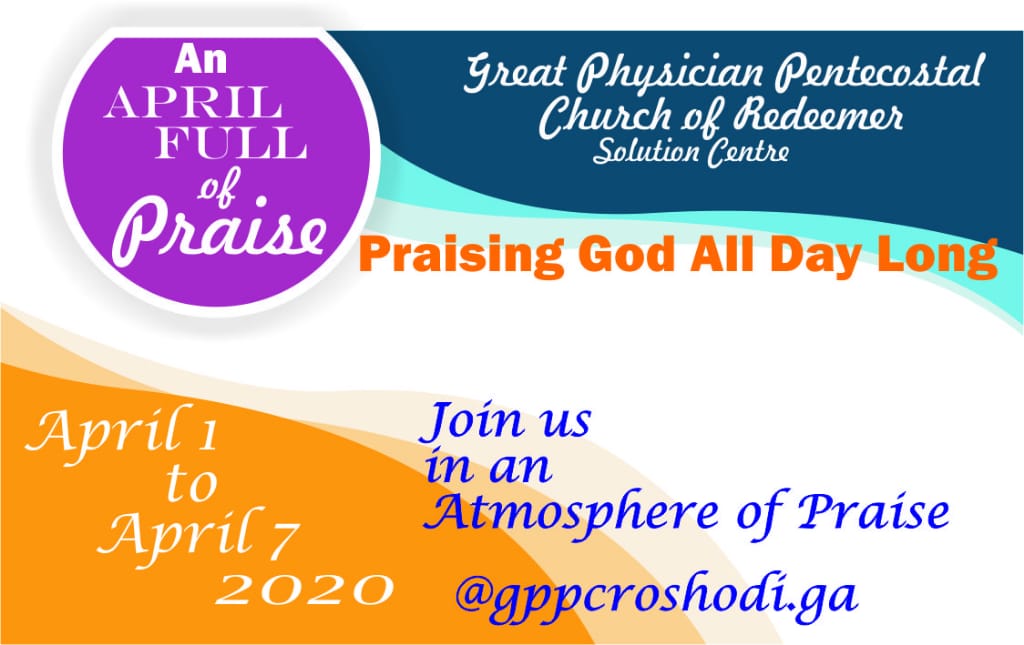 An
APRIL
FULL
of
Praise
Great Physician Pentecostal
Church of Redeemer
Solution Centre
Praising God All Day Long
April 1
to
April 7
2020
Join us
in an
Atmosphere of Praise
@gppcroshodi.ga